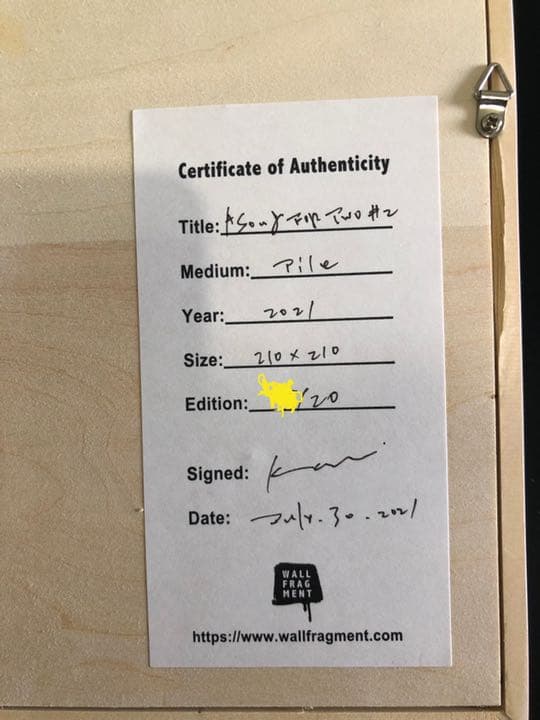 Certificate of Authenticity
Title: A Song For Two #2
Medium: Tile
Year: 2021
Size: 210 x 210
Edition: /20
Signed:
Date: July. 30. 2021
WALL
FRAG
MENT
https://www.wallfragment.com